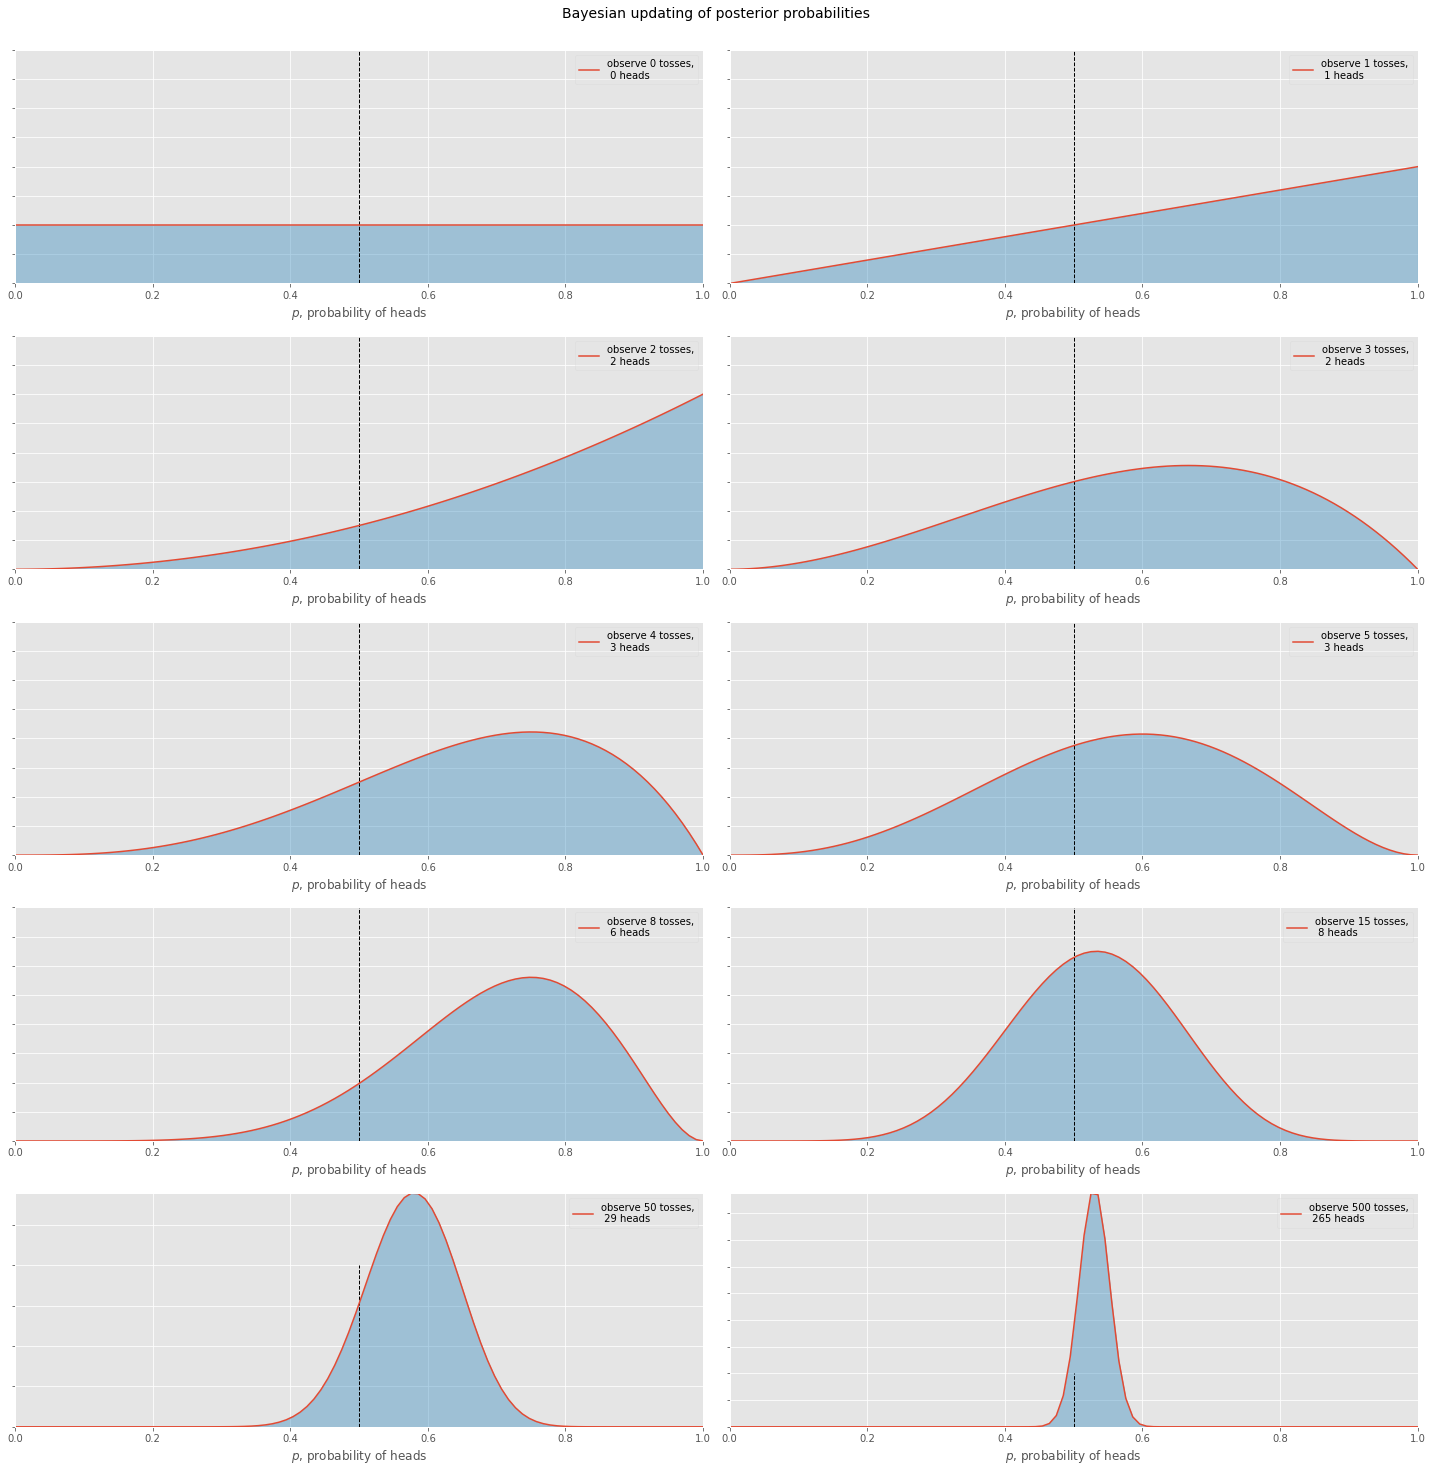 Bayesian updating of posterior probabilities
observe 0 tosses,
0 heads
0.0 0.2 0.4 0.6 0.8 1.0
p, probability of heads
observe 1 tosses,
1 heads
0.0 0.2 0.4 0.6 0.8 1.0
p, probability of heads
observe 2 tosses,
2 heads
0.0 0.2 0.4 0.6 0.8 1.0
p, probability of heads
observe 3 tosses,
2 heads
0.0 0.2 0.4 0.6 0.8 1.0
p, probability of heads
observe 4 tosses,
3 heads
0.0 0.2 0.4 0.6 0.8 1.0
p, probability of heads
observe 5 tosses,
3 heads
0.0 0.2 0.4 0.6 0.8 1.0
p, probability of heads
observe 8 tosses,
6 heads
0.0 0.2 0.4 0.6 0.8 1.0
p, probability of heads
observe 15 tosses,
8 heads
0.0 0.2 0.4 0.6 0.8 1.0
p, probability of heads
observe 50 tosses,
29 heads
0.0 0.2 0.4 0.6 0.8 1.0
p, probability of heads
observe 500 tosses,
265 heads
0.0 0.2 0.4 0.6 0.8 1.0
p, probability of heads